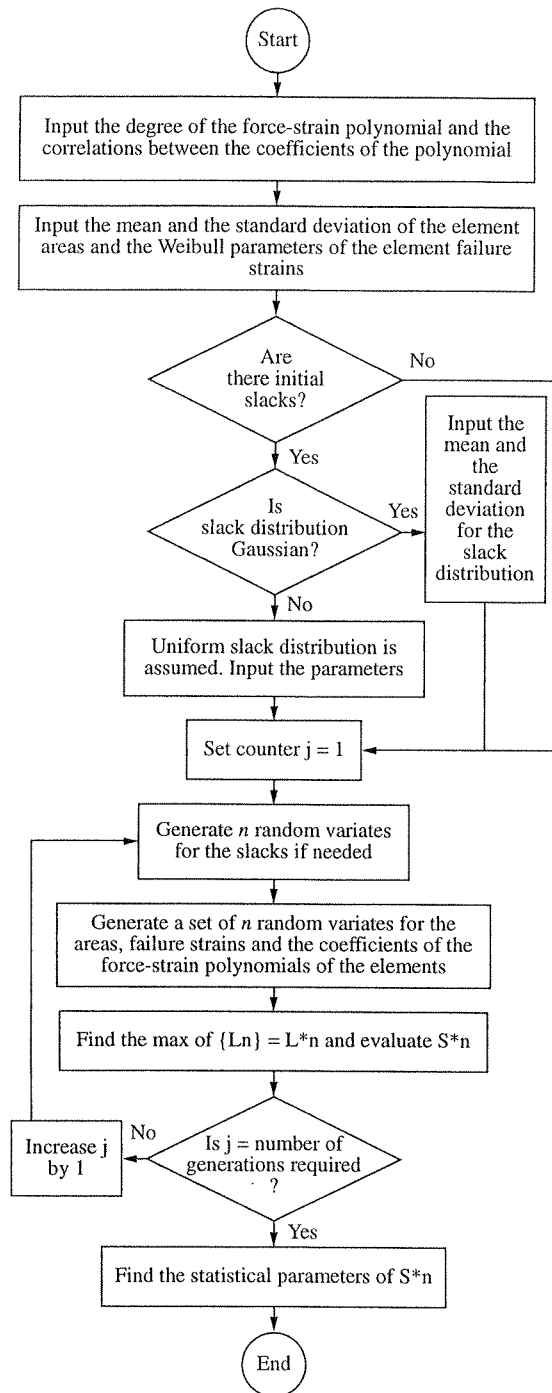 Start
Input the degree of the force-strain polynomial and the
correlations between the coefficients of the polynomial
Input the mean and the standard deviation of the element
areas and the Weibull parameters of the element failure
strains
Are
there initial
slacks?
No
Yes
Input the
mean and
the
standard
deviation
for the
slack
distribution
Is
slack distribution
Gaussian?
Yes
No
Uniform slack distribution is
assumed. Input the parameters
Set counter j = 1
Generate n random variates
for the slacks if needed
Generate a set of n random variates for the
areas, failure strains and the coefficients of the
force-strain polynomials of the elements
Find the max of {Ln} = L*n and evaluate S*n
Is j = number of
generations required
?
No
Increase j
by 1
Yes
Find the statistical parameters of S*n
End